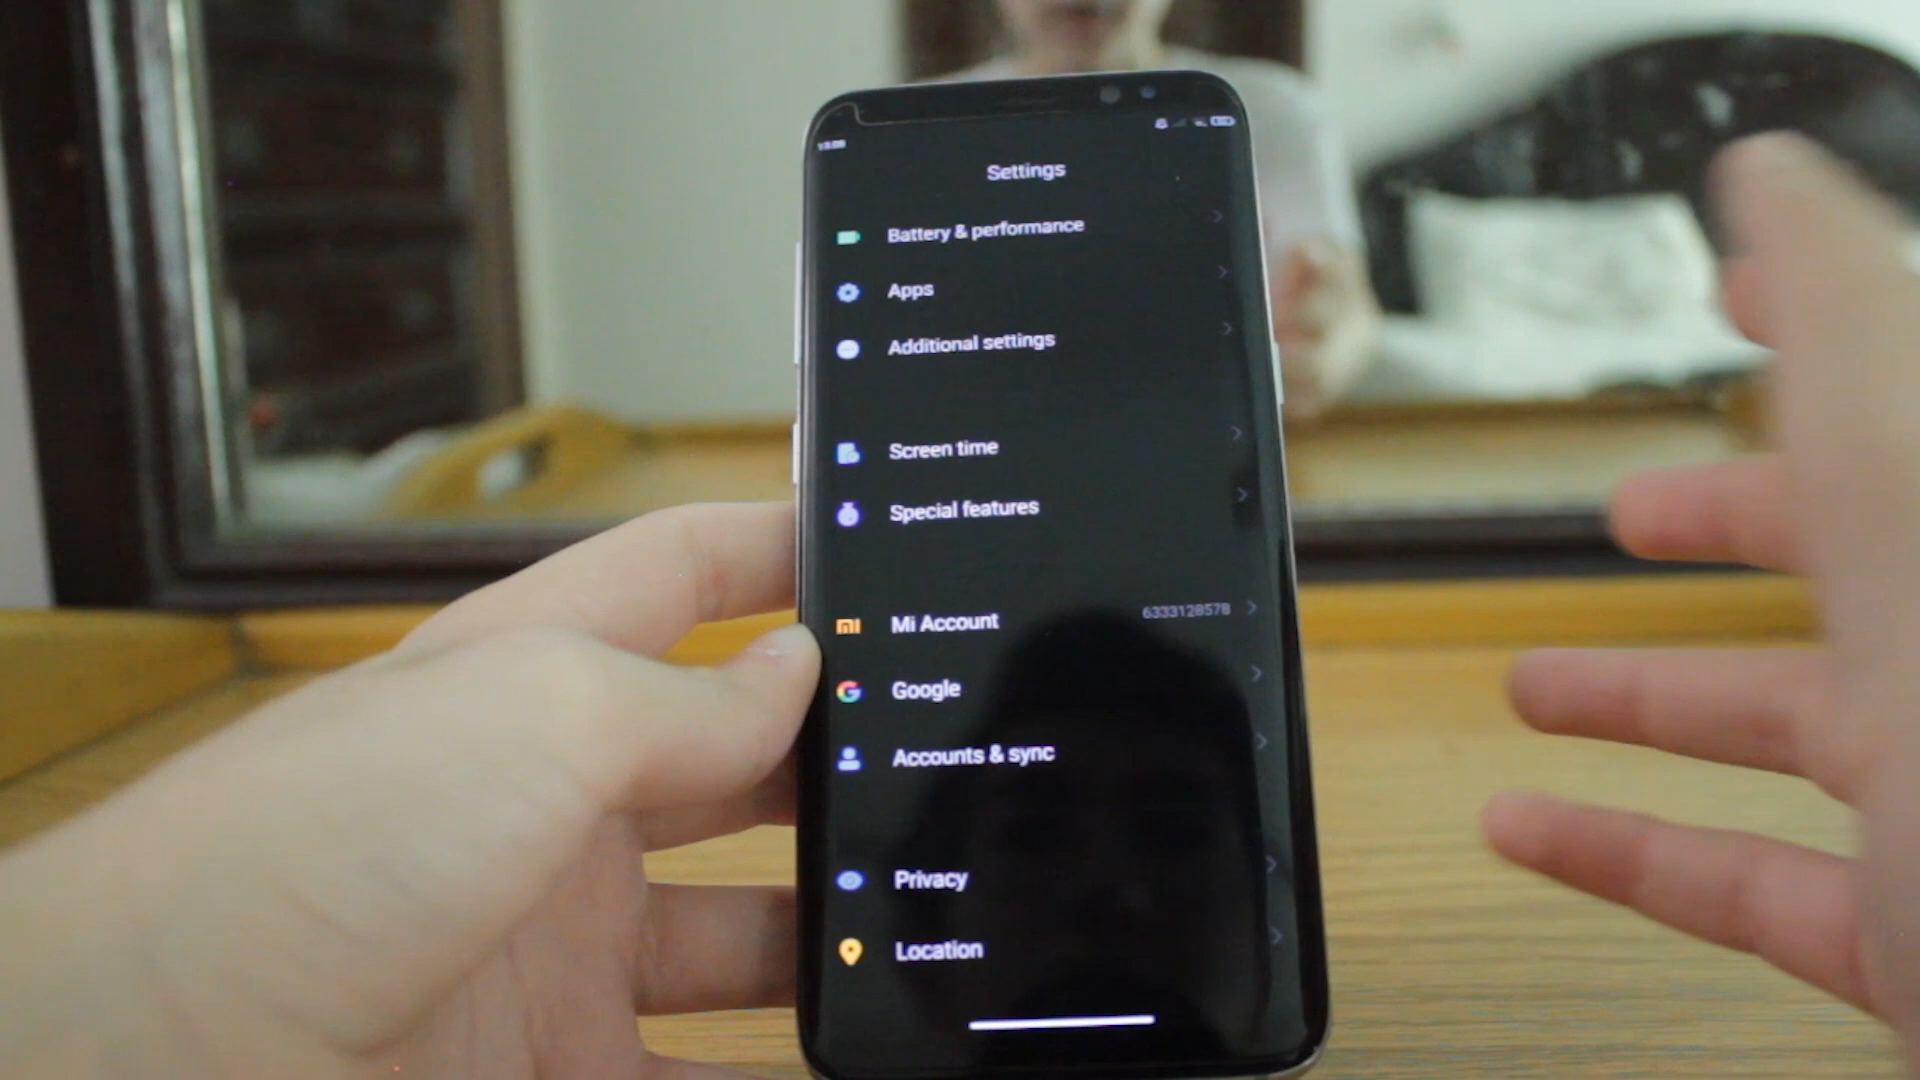 Settings
Battery & performance
Apps
Additional settings
Screen time
Special features
Mi Account 6333128578
Google
Accounts & sync
Privacy
Location